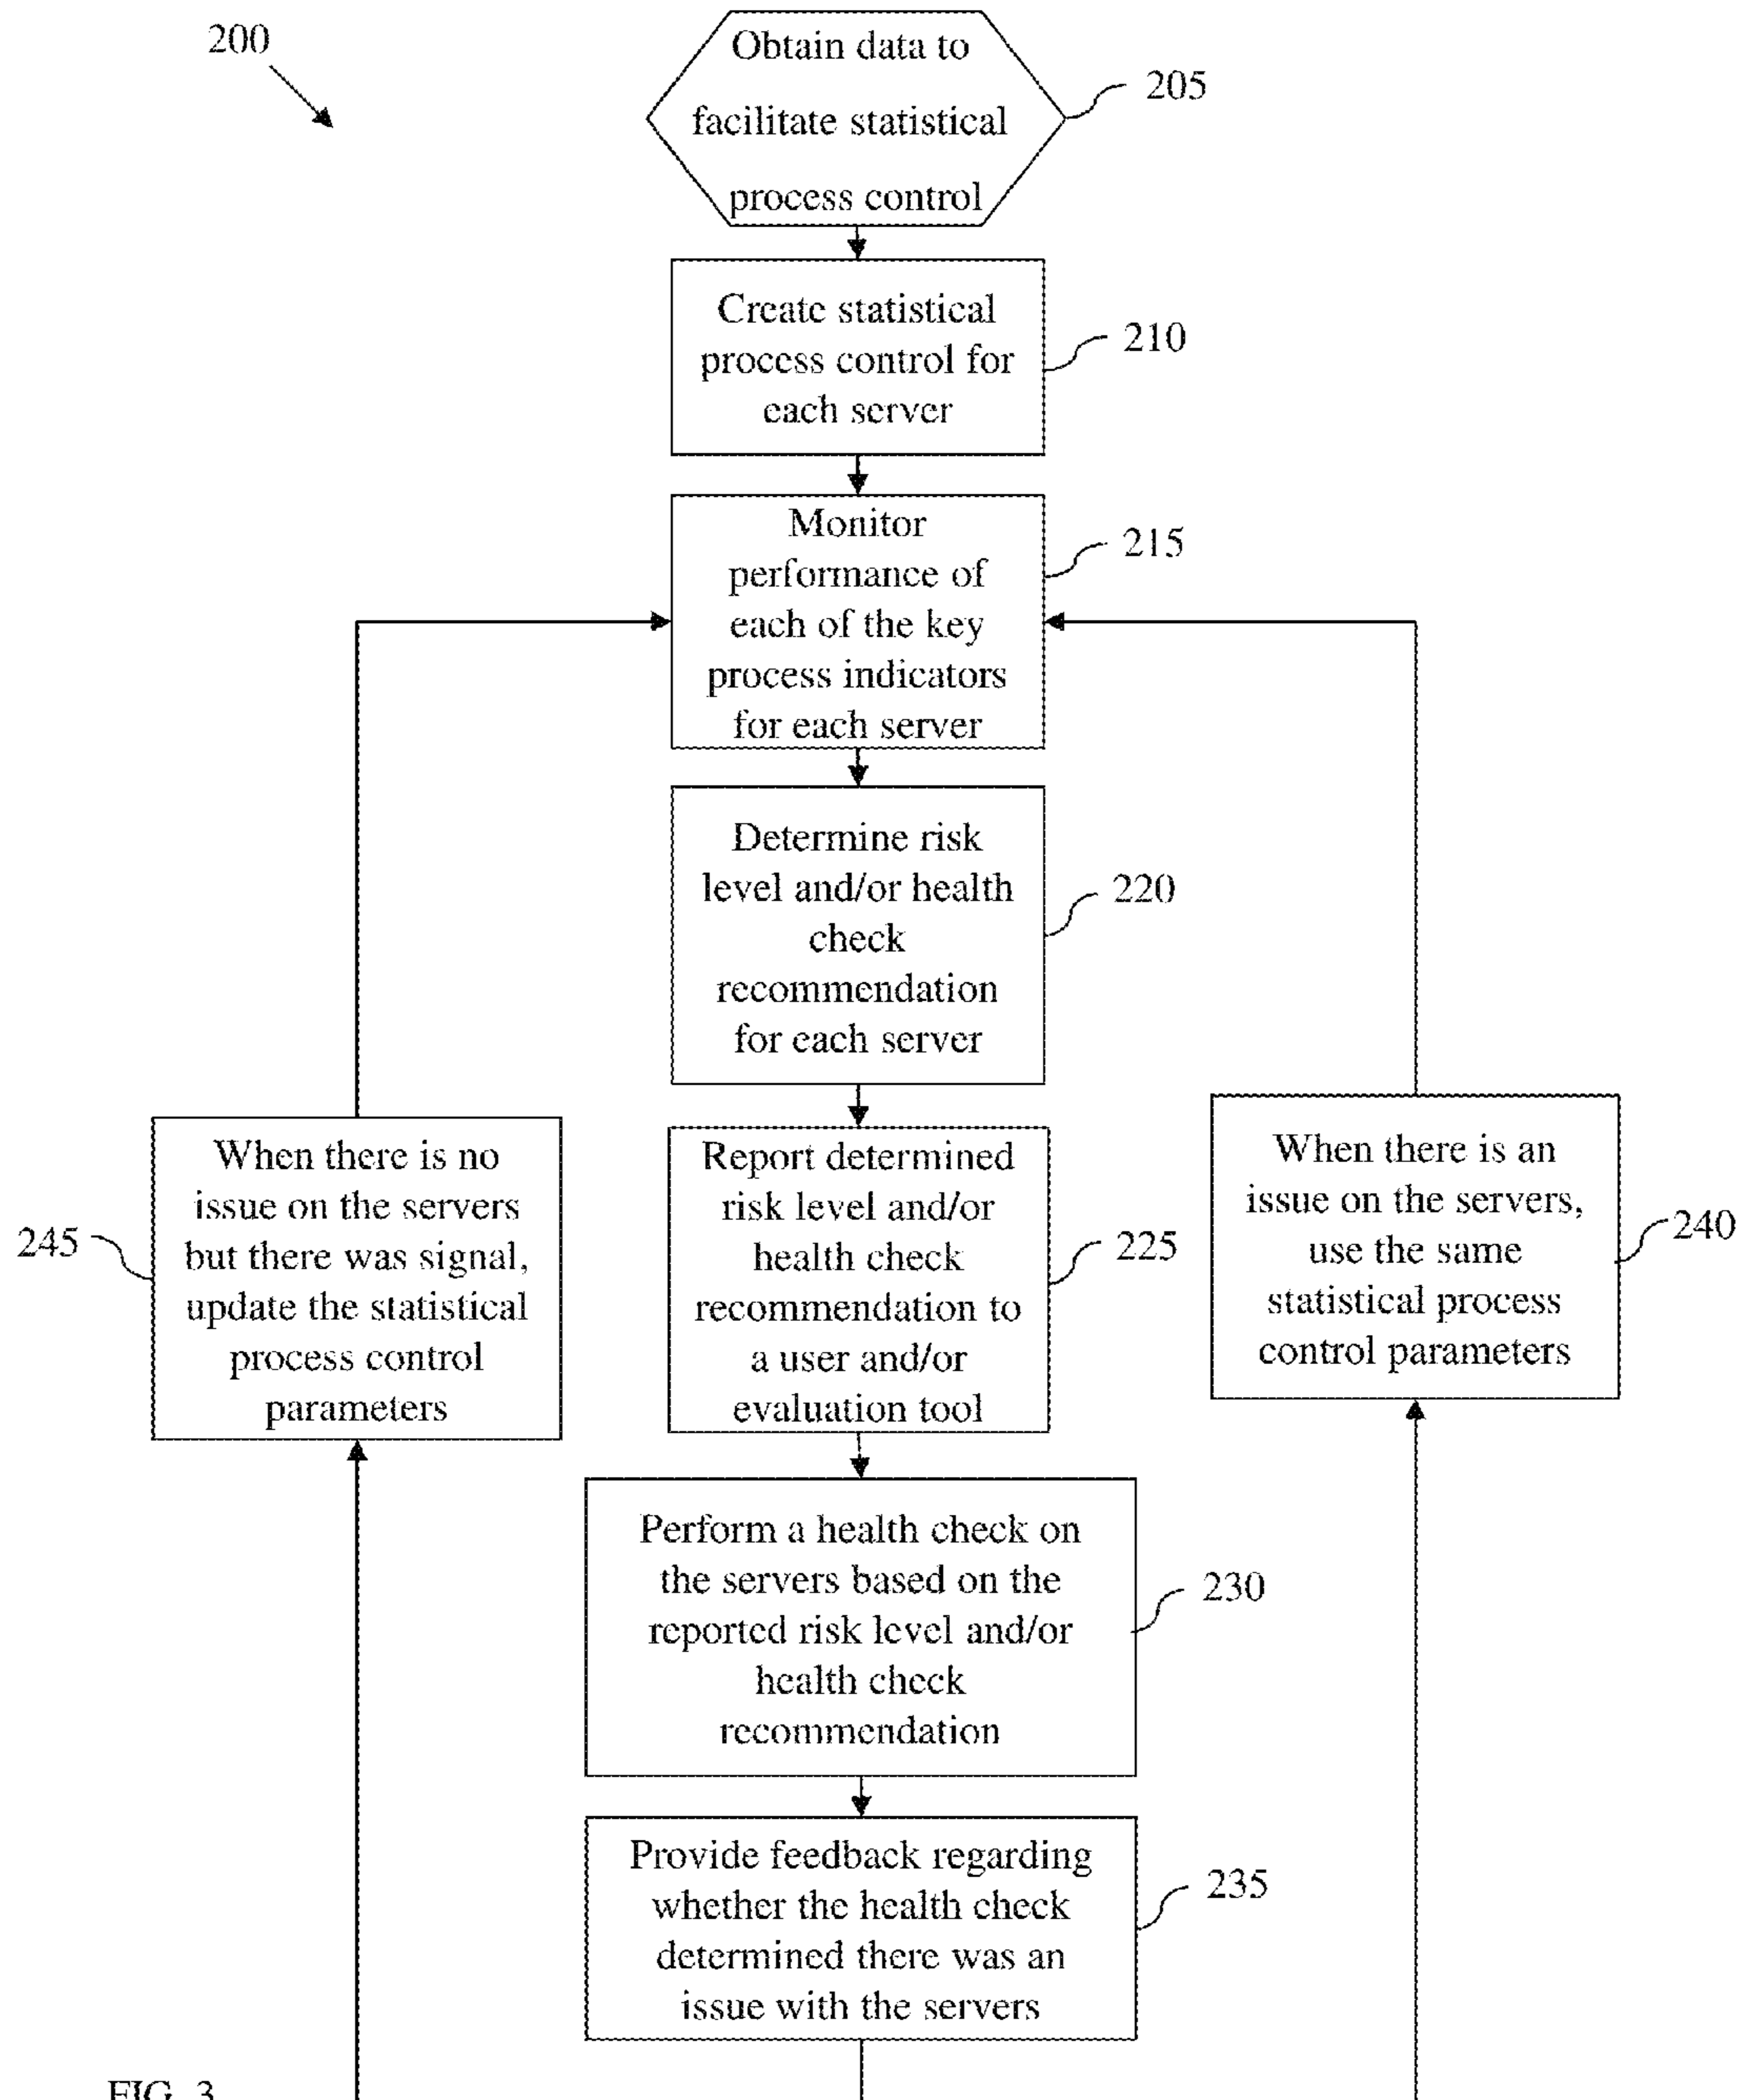 200
Obtain data to
facilitate statistical
process control
205
Create statistical
process control for
each server
210
Monitor
performance of
each of the key
process indicators
for each server
215
Determine risk
level and/or health
check
recommendation
for each server
220
Report determined
risk level and/or
health check
recommendation to
a user and/or
evaluation tool
225
When there is no
issue on the servers
but there was signal,
update the statistical
process control
parameters
245
When there is an
issue on the servers,
use the same
statistical process
control parameters
240
Perform a health check on
the servers based on the
reported risk level and/or
health check
recommendation
230
Provide feedback regarding
whether the health check
determined there was an
issue with the servers
235
FIG. 3